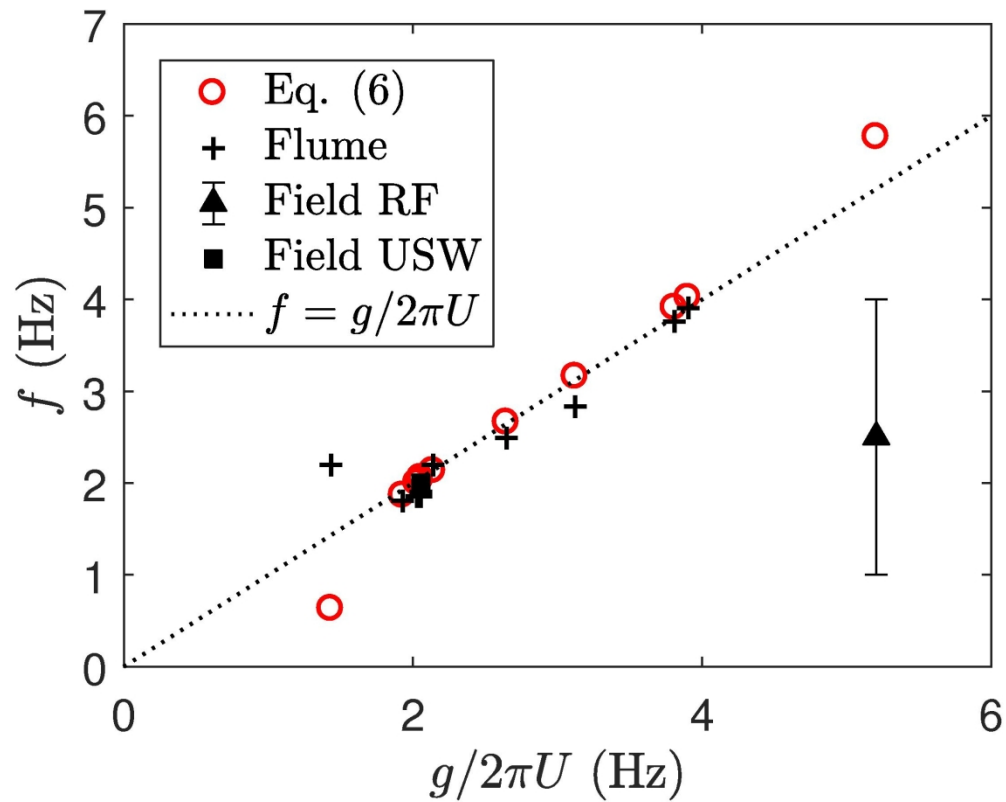 7
6
5
4
3
2
1
0
f (Hz)
Eq. (6)
Flume
Field RF
Field USW
f = g/2πU
0 2 4 6
g/2πU (Hz)